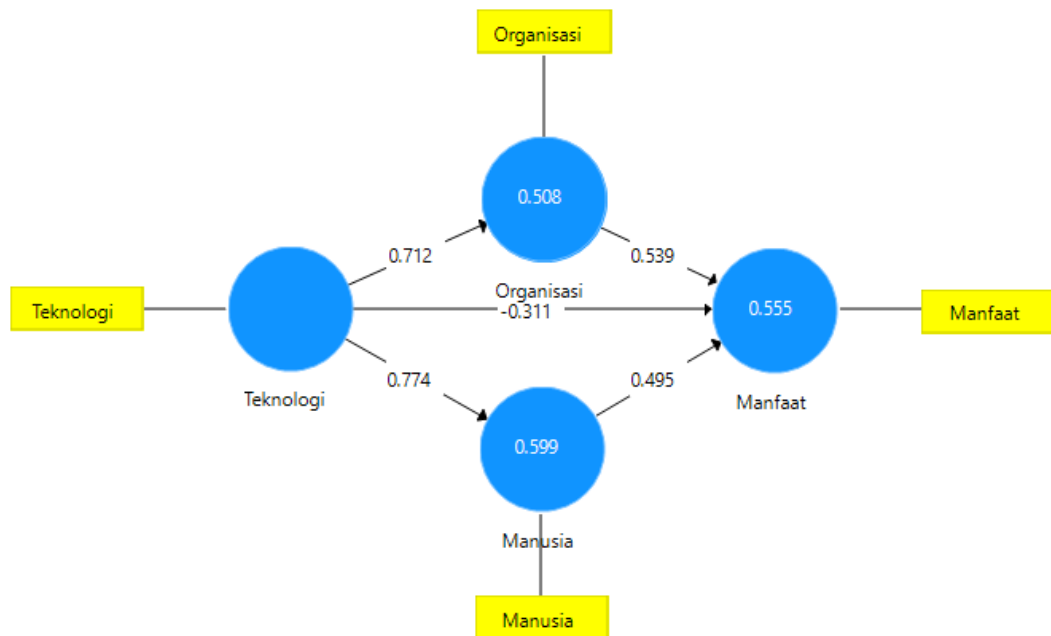 Organisasi
0.508
0.712
0.539
Organisasi
Teknologi
-0.311
0.555
Manfaat
0.774
0.495
Teknologi
Manfaat
0.599
Manusia
Manusia